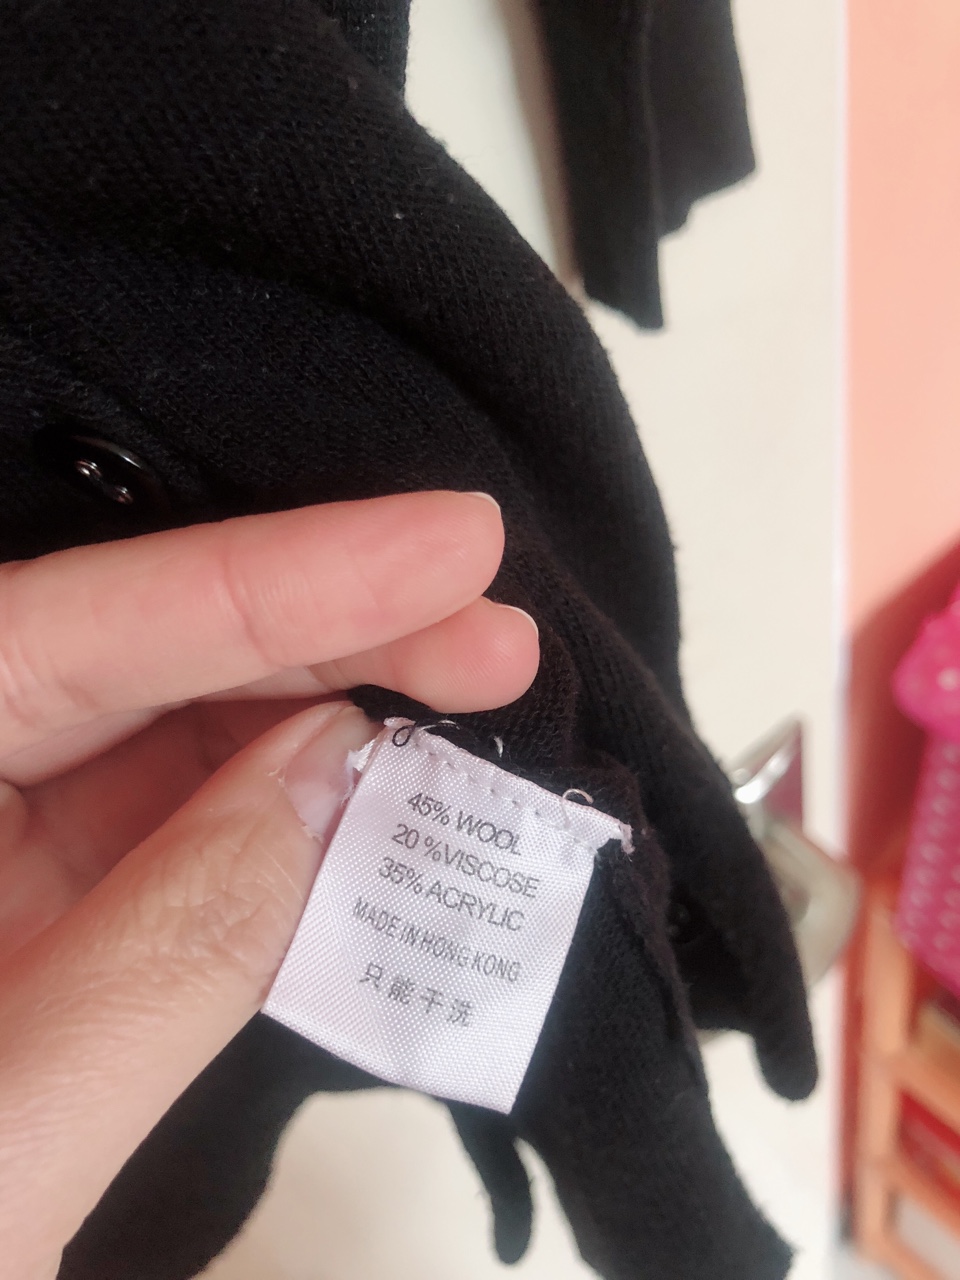 45% WOOL
20 %VISCOSE
35% ACRYLIC
MADE IN HONG KONG
只能干洗